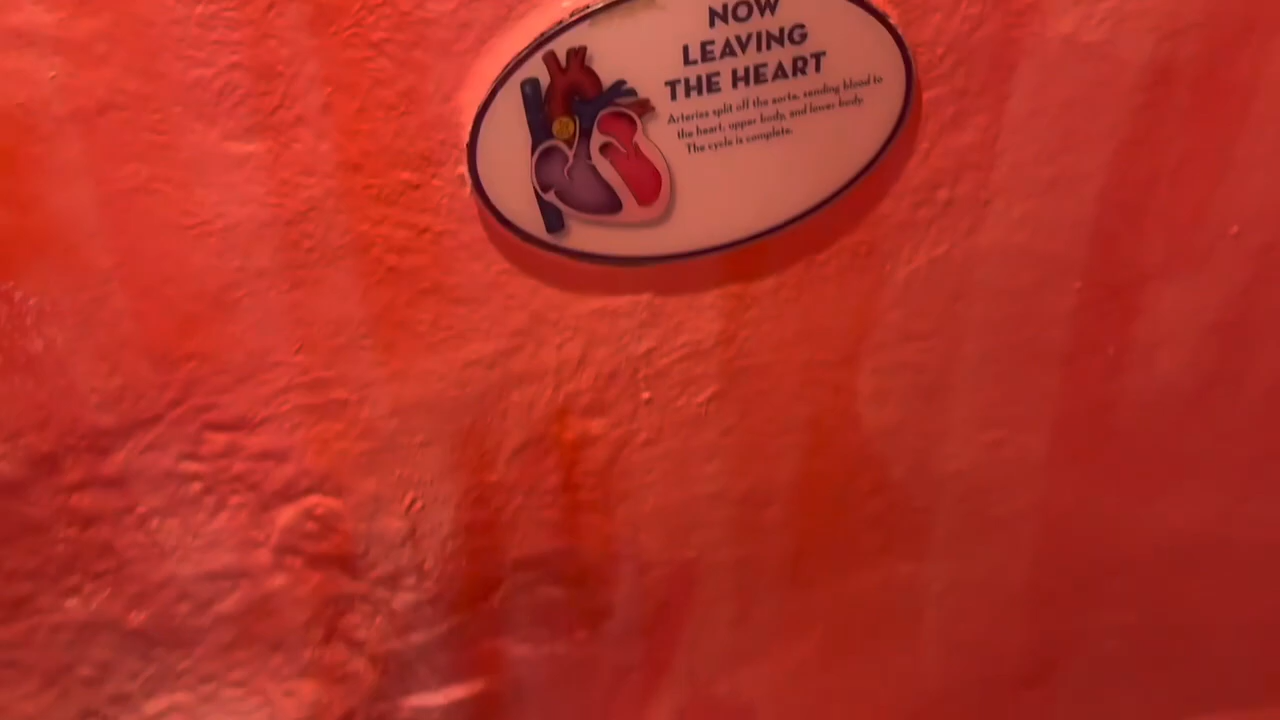 NOW
LEAVING
THE HEART
Arteries split off the aorta, sending blood to
the heart, upper body, and lower body.
The cycle is complete.